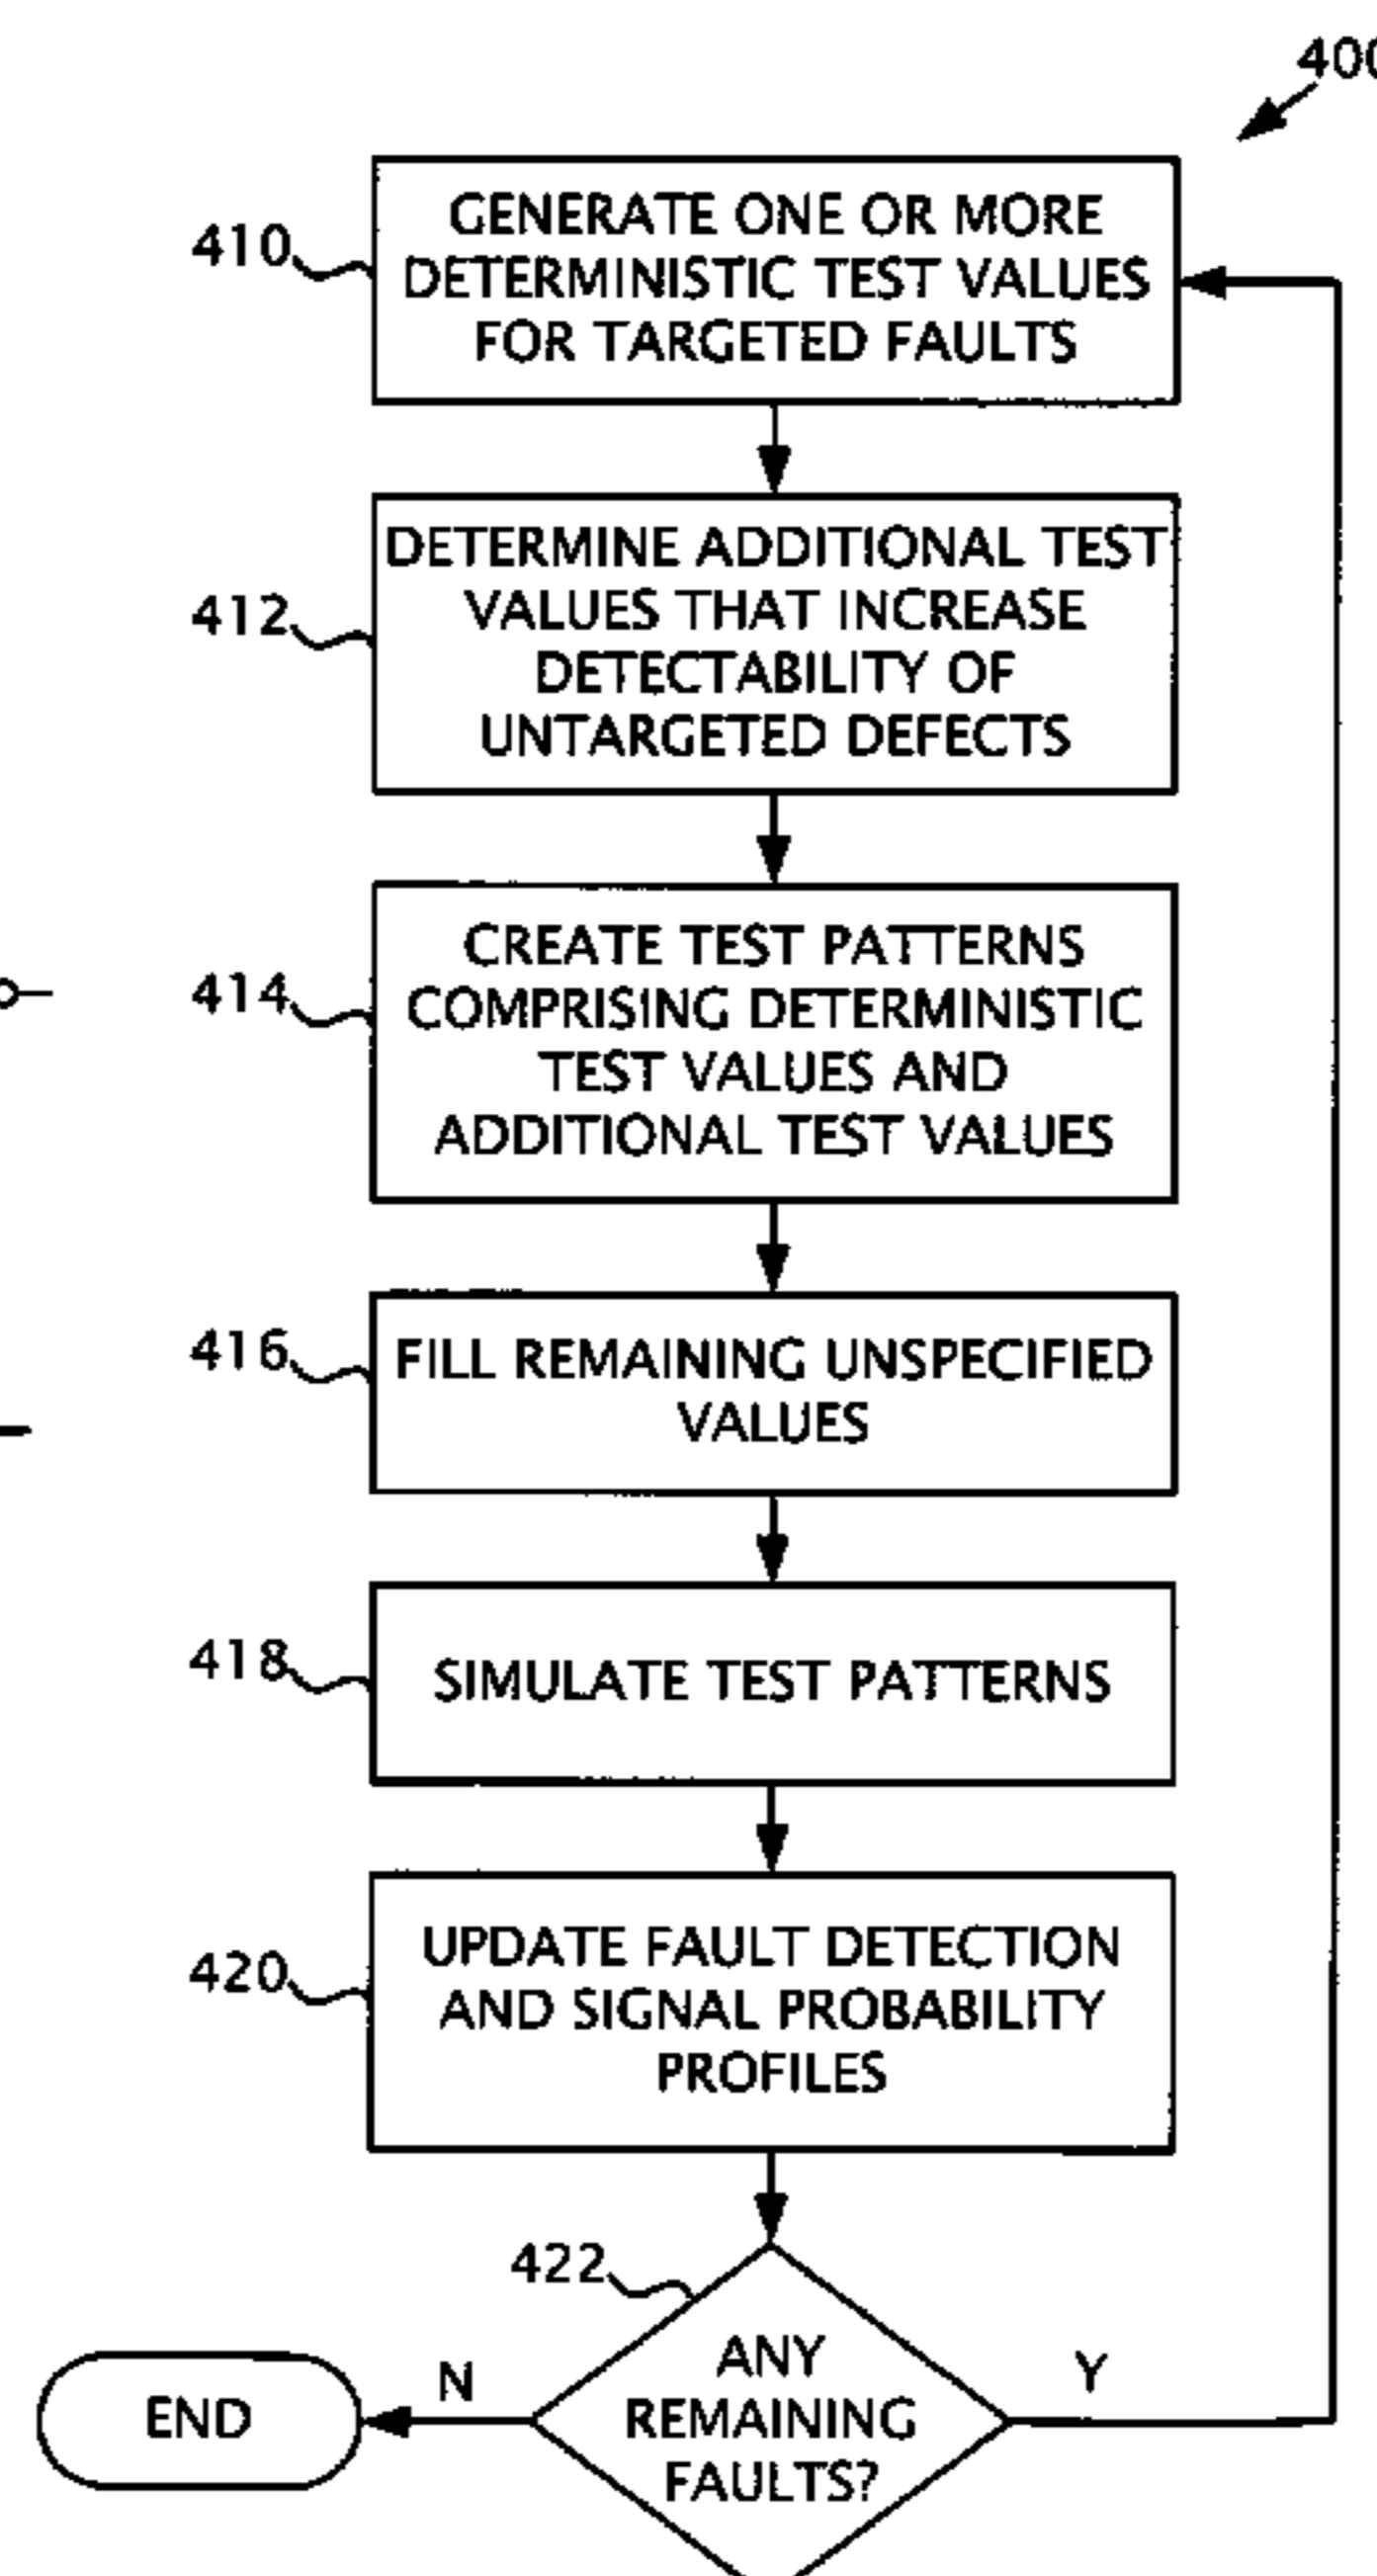 400
410
GENERATE ONE OR MORE
DETERMINISTIC TEST VALUES
FOR TARGETED FAULTS
412
DETERMINE ADDITIONAL TEST
VALUES THAT INCREASE
DETECTABILITY OF
UNTARGETED DEFECTS
414
CREATE TEST PATTERNS
COMPRISING DETERMINISTIC
TEST VALUES AND
ADDITIONAL TEST VALUES
416
FILL REMAINING UNSPECIFIED
VALUES
418
SIMULATE TEST PATTERNS
420
UPDATE FAULT DETECTION
AND SIGNAL PROBABILITY
PROFILES
422
ANY
REMAINING
FAULTS?
N
Y
END